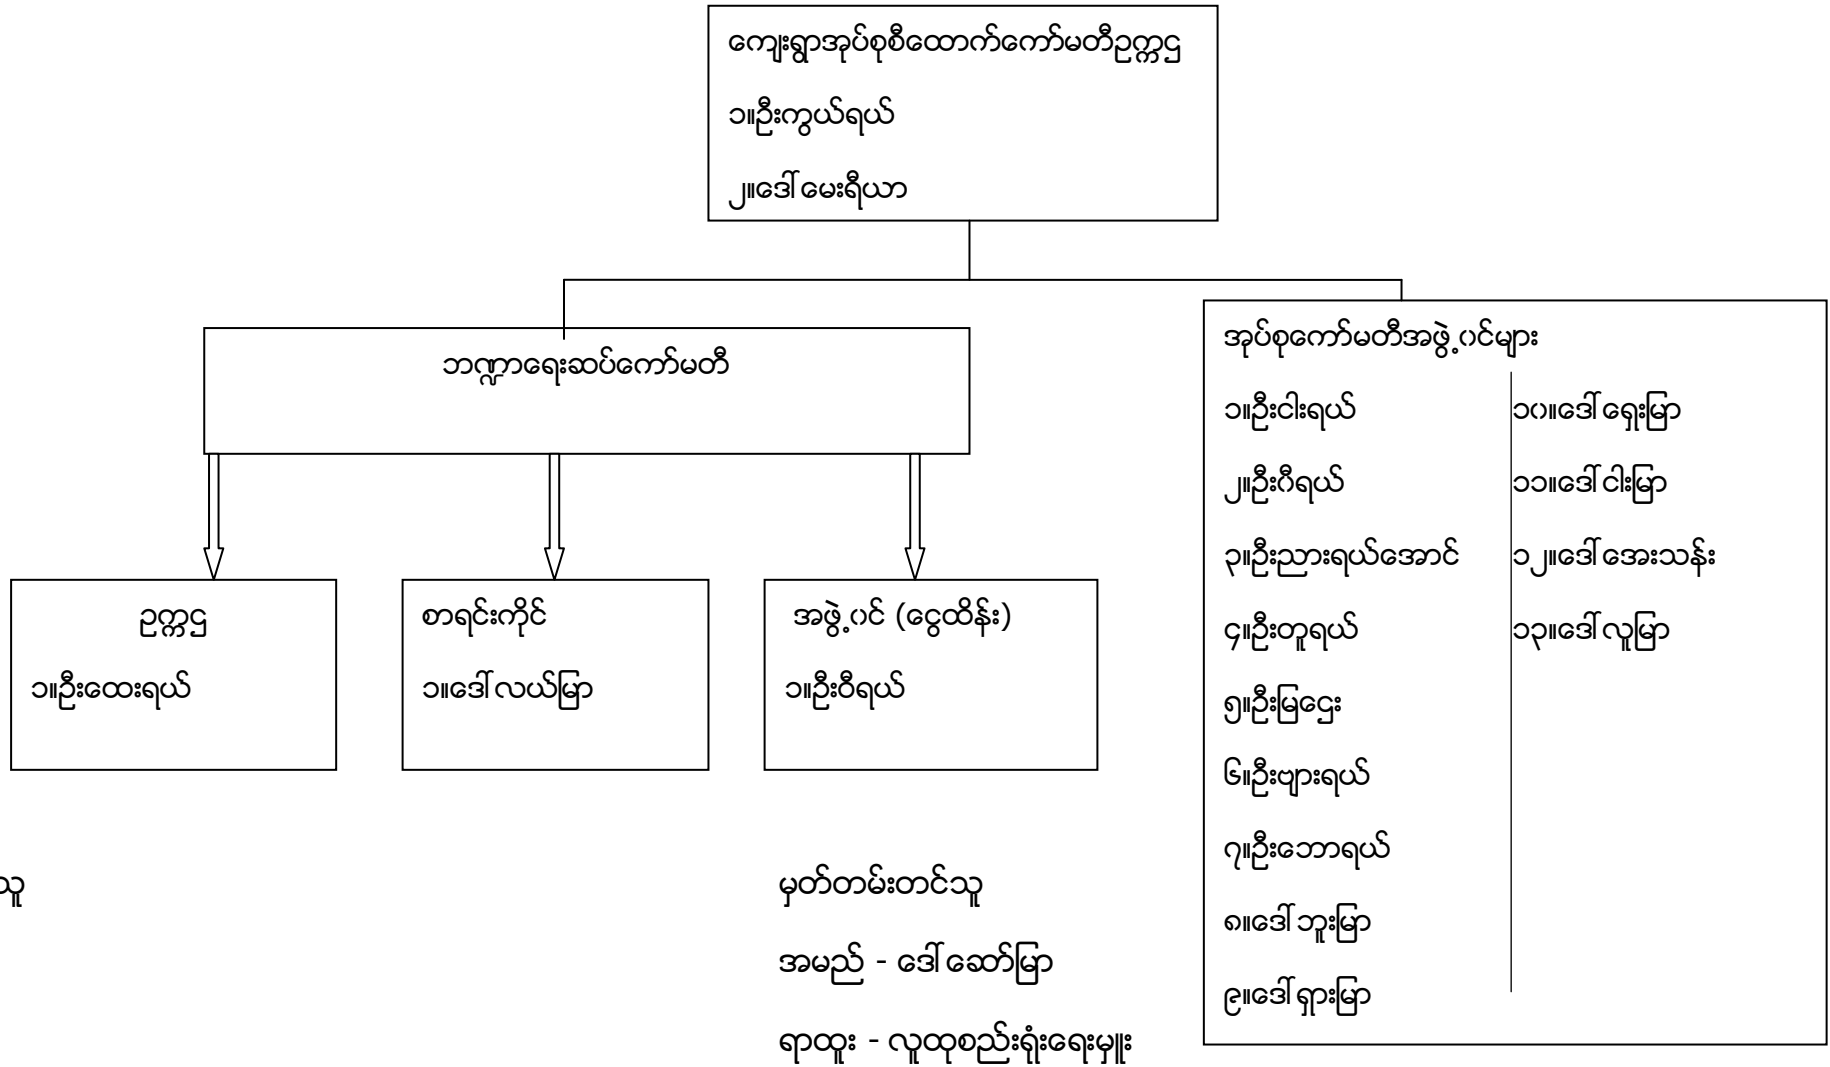 ကျေးရွာအုပ်စုစီထောက်ကော်မတီဥက္ကဌ
၁။ဦးကွယ်ရယ်
၂။ဒေါ်မေးရီယာ
ဘဏ္ဍာရေးဆပ်ကော်မတီ
ဥက္ကဌ
၁။ဦးထေးရယ်
စာရင်းကိုင်
၁။ဒေါ်လယ်မြာ
အဖွဲ့ဝင် (ငွေထိန်း)
၁။ဦးဝီရယ်
အုပ်စုကော်မတီအဖွဲ့ဝင်များ
၁။ဦးငါးရယ်
၂။ဦးဂီရယ်
၃။ဦးညားရယ်အောင်
၄။ဦးတူရယ်
၅။ဦးမြဌေး
၆။ဦးဗျားရယ်
၇။ဦးဘောရယ်
၈။ဒေါ်ဘူးမြာ
၉။ဒေါ်ရှားမြာ
၁၀။ဒေါ်ရှေးမြာ
၁၁။ဒေါ်ငါးမြာ
၁၂။ဒေါ်အေးသန်း
၁၃။ဒေါ်လူမြာ
သူ
မှတ်တမ်းတင်သူ
အမည် - ဒေါ်ဆော်မြာ
ရာထူး - လူထုစည်းရုံးရေးမှူး